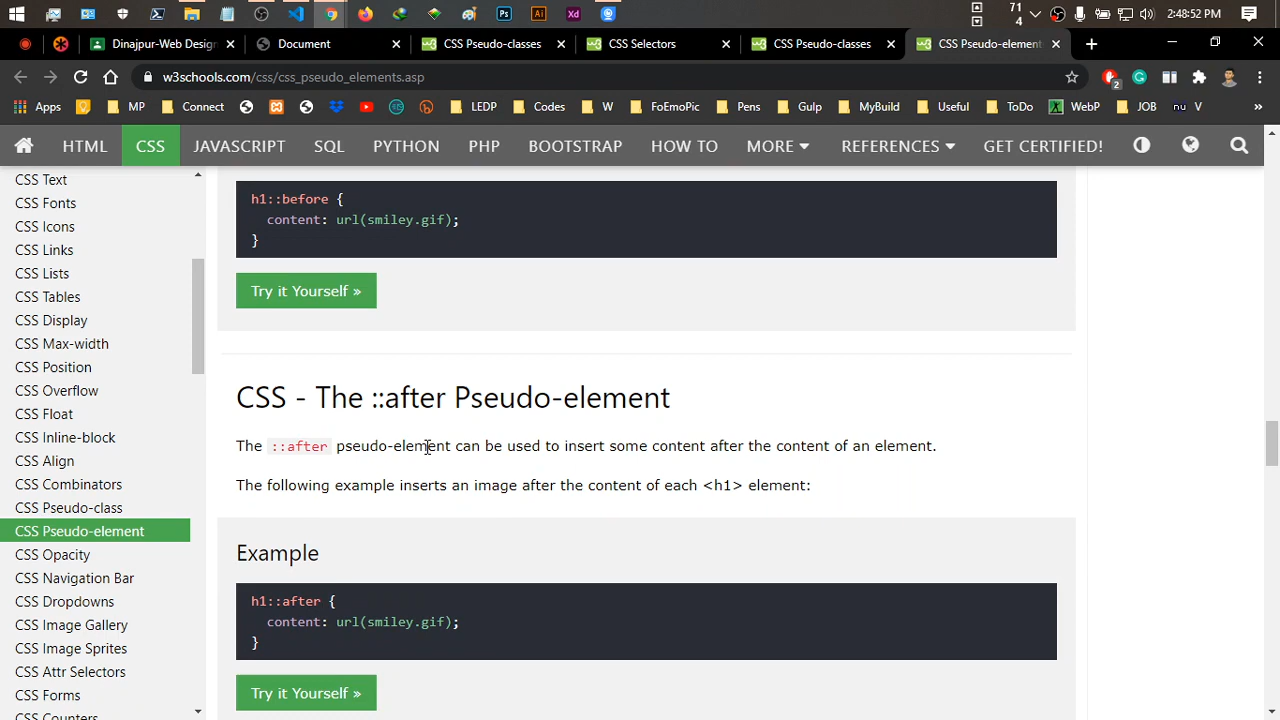 71
4
2:48:52 PM
Dinajpur-Web Design
Document
CSS Pseudo-classes
CSS Selectors
CSS Pseudo-classes
CSS Pseudo-element
w3schools.com/css/css_pseudo_elements.asp
2
Apps
MP
Connect
LEDP
Codes
W
FoEmoPic
Pens
Gulp
MyBuild
Useful
ToDo
WebP
JOB
nu V
»
HTML
CSS
JAVASCRIPT
SQL
PYTHON
PHP
BOOTSTRAP
HOW TO
MORE
REFERENCES
GET CERTIFIED!
CSS Text
CSS Fonts
CSS Icons
CSS Links
CSS Lists
CSS Tables
CSS Display
CSS Max-width
CSS Position
CSS Overflow
CSS Float
CSS Inline-block
CSS Align
CSS Combinators
CSS Pseudo-class
CSS Pseudo-element
CSS Opacity
CSS Navigation Bar
CSS Dropdowns
CSS Image Gallery
CSS Image Sprites
CSS Attr Selectors
CSS Forms
CSS Counters
h1::before {
content: url(smiley.gif);
}
Try it Yourself »
CSS - The ::after Pseudo-element
The ::after pseudo-element can be used to insert some content after the content of an element.
The following example inserts an image after the content of each <h1> element:
Example
h1::after {
content: url(smiley.gif);
}
Try it Yourself »